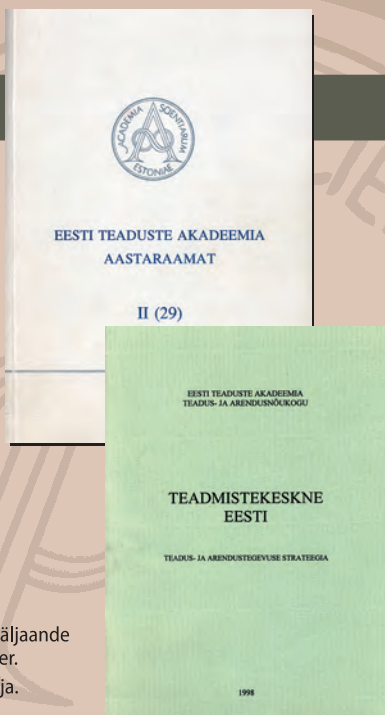 ACADEMIA SCIENTIARUM ESTONIAE
EESTI TEADUSTE AKADEEMIA
AASTARAAMAT
II (29)
EESTI TEADUSTE AKADEEMIA
TEADUS- JA ARENDUSNÕUKOGU
TEADMISTEKESKNE
EESTI
TEADUS- JA ARENDUSTEGEVUSE STRATEEGIA
1998
äljaande
er.
ja.